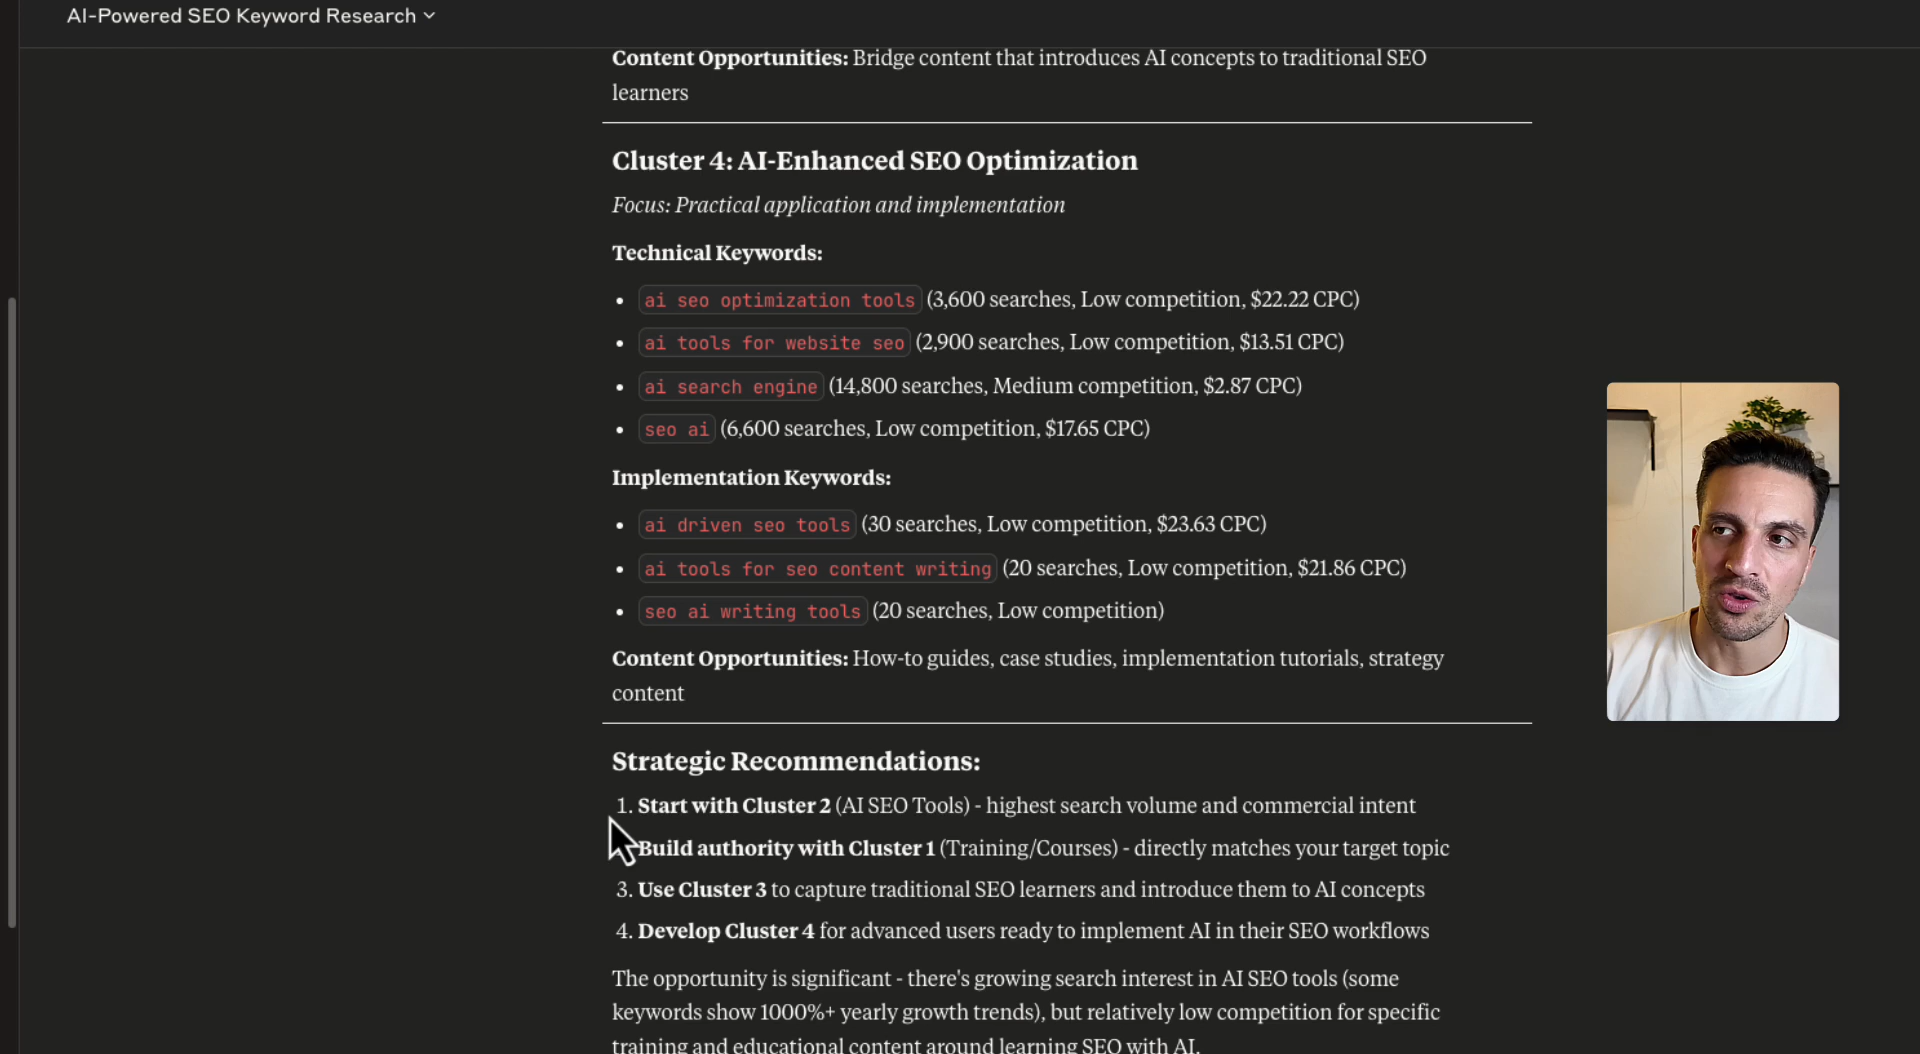 AI-Powered SEO Keyword Research
Content Opportunities: Bridge content that introduces AI concepts to traditional SEO
learners
Cluster 4: AI-Enhanced SEO Optimization
Focus: Practical application and implementation
Technical Keywords:
• ai seo optimization tools (3,600 searches, Low competition, $22.22 CPC)
• ai tools for website seo (2,900 searches, Low competition, $13.51 CPC)
• ai search engine (14,800 searches, Medium competition, $2.87 CPC)
• seo ai (6,600 searches, Low competition, $17.65 CPC)
Implementation Keywords:
• ai driven seo tools (30 searches, Low competition, $23.63 CPC)
• ai tools for seo content writing (20 searches, Low competition, $21.86 CPC)
• seo ai writing tools (20 searches, Low competition)
Content Opportunities: How-to guides, case studies, implementation tutorials, strategy
content
Strategic Recommendations:
1. Start with Cluster 2 (AI SEO Tools) - highest search volume and commercial intent
Build authority with Cluster 1 (Training/Courses) - directly matches your target topic
3. Use Cluster 3 to capture traditional SEO learners and introduce them to AI concepts
4. Develop Cluster 4 for advanced users ready to implement AI in their SEO workflows
The opportunity is significant - there's growing search interest in AI SEO tools (some
keywords show 1000%+ yearly growth trends), but relatively low competition for specific
training and educational content around learning SEO with AI.